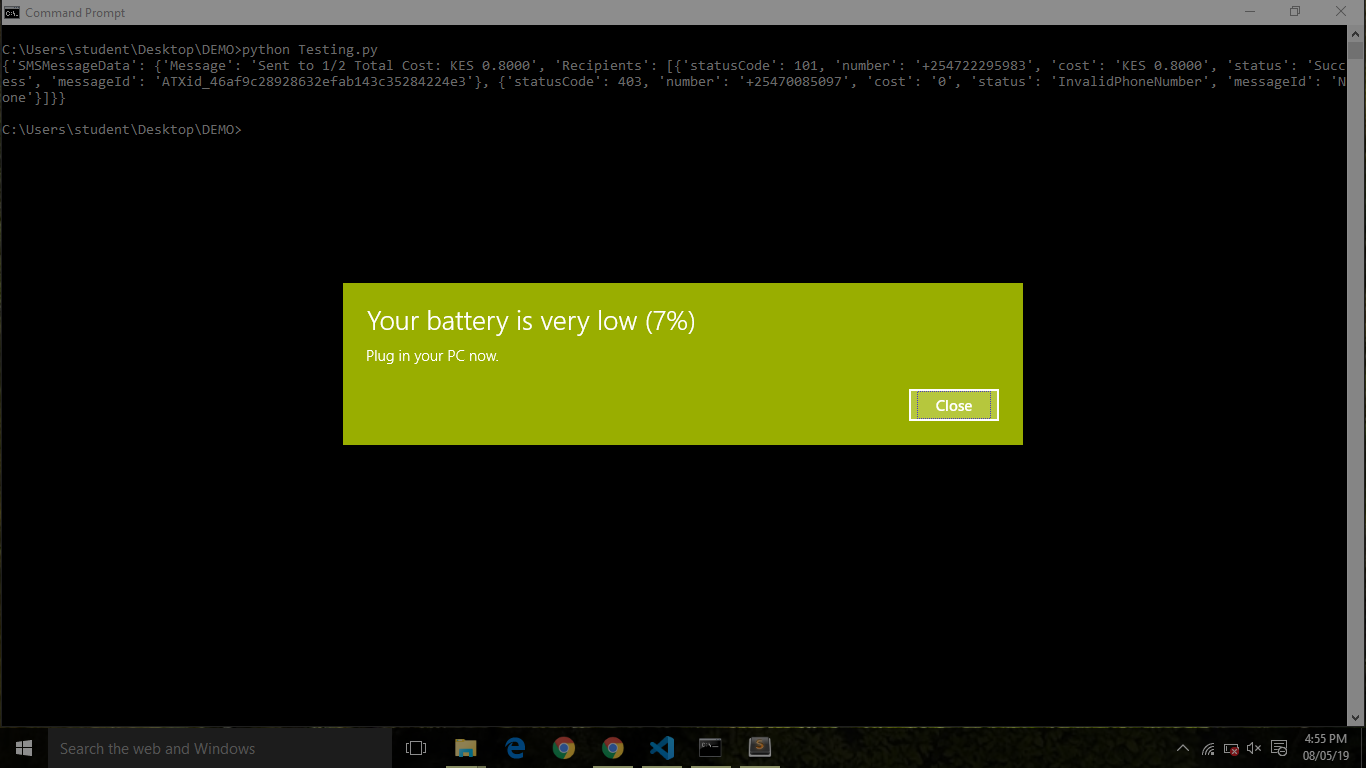 Command Prompt
C:\Users\student\Desktop\DEMO>python Testing.py
{'SMSMessageData': {'Message': 'Sent to 1/2 Total Cost: KES 0.8000', 'Recipients': [{'statusCode': 101, 'number': '+254722295983', 'cost': 'KES 0.8000', 'status': 'Succ
ess', 'messageId': 'ATXid_46af9c28928632efab143c35284224e3'}, {'statusCode': 403, 'number': '+25470085097', 'cost': '0', 'status': 'InvalidPhoneNumber', 'messageId': 'N
one'}]}}
C:\Users\student\Desktop\DEMO>
Your battery is very low (7%)
Plug in your PC now.
Close
Search the web and Windows
4:55 PM
08/05/19